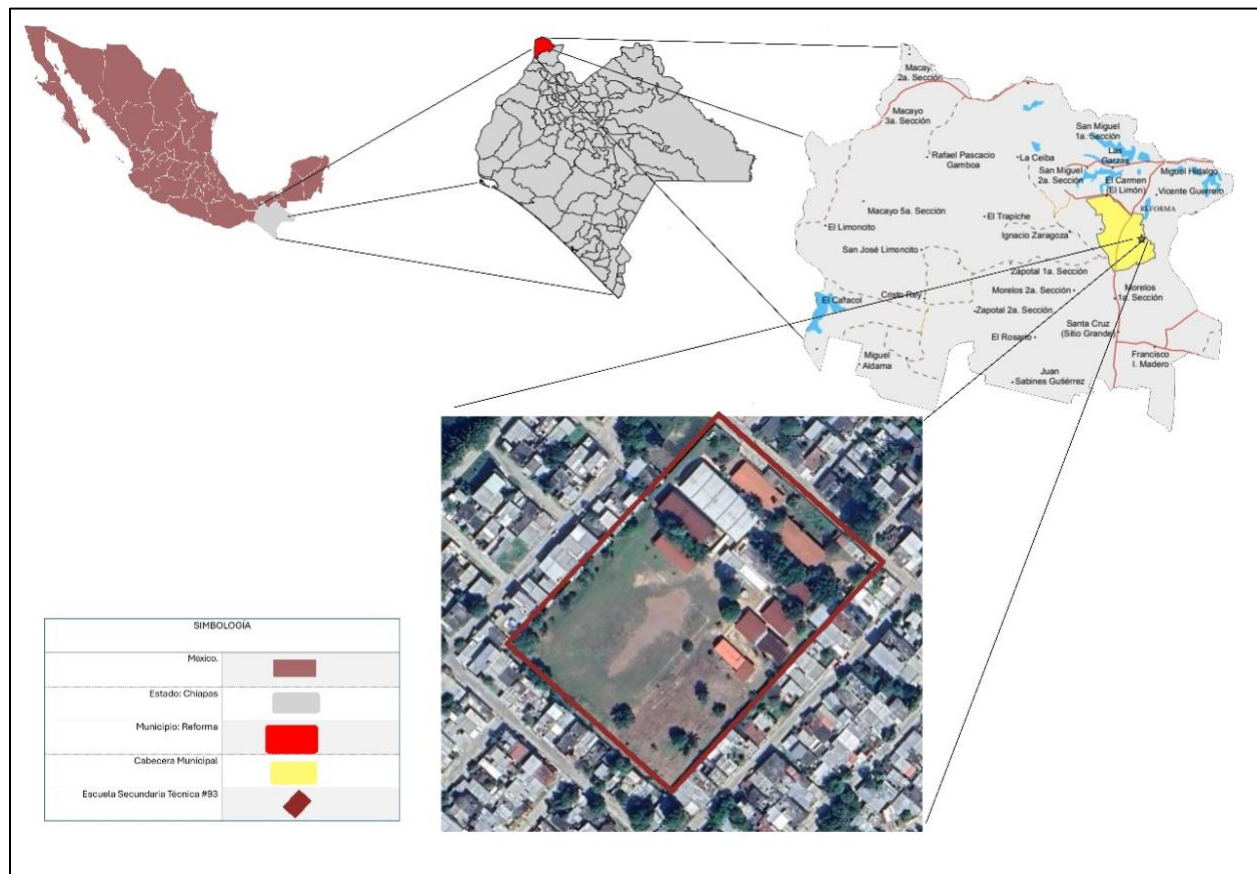 Macay
2a. Sección
Macayo
3a. Sección
San Miguel
1a. Sección
Rafael Pascacio
Gamboa
La Ceiba
Las
Garzas
San Miguel
2a. Sección
El Carmen
(El Limón)
Miguel Hidalgo
Vicente Guerrero
Macayo 5a. Sección
El Trapiche
REFORMA
El Limoncito
Ignacio Zaragoza
San José Limoncito
Zapotal 1a. Sección
El Caracol
Cristo Rey
Morelos 2a. Sección
Morelos
1a. Sección
Zapotal 2a. Sección
Santa Cruz
(Sitio Grande)
El Rosario
Miguel
Aldama
Francisco
I. Madero
Juan
Sabines Gutiérrez
SIMBOLOGÍA
México.
Estado: Chiapas
Municipio: Reforma
Cabecera Municipal
Escuela Secundaria Técnica #93